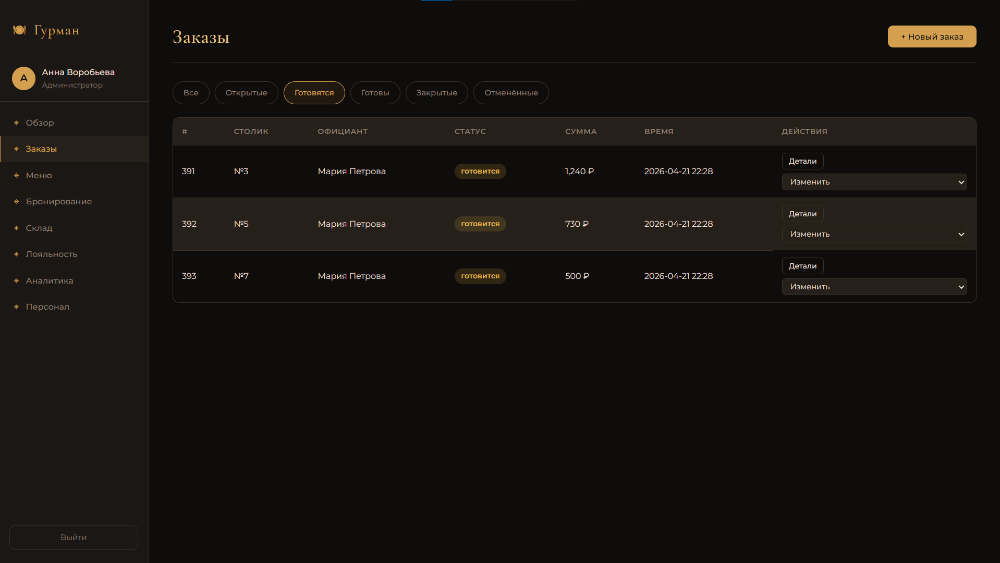 Гурман
А
Анна Воробьева
Администратор
Обзор
Заказы
Меню
Бронирование
Склад
Лояльность
Аналитика
Персонал
Выйти
Заказы
+ Новый заказ
Все Открытые Готовятся Готовы Закрытые Отменённые
# СТОЛИК ОФИЦИАНТ СТАТУС СУММА ВРЕМЯ ДЕЙСТВИЯ
391 №3 Мария Петрова готовится 1,240 ₽ 2026-04-21 22:28 Детали
Изменить
392 №5 Мария Петрова готовится 730 ₽ 2026-04-21 22:28 Детали
Изменить
393 №7 Мария Петрова готовится 500 ₽ 2026-04-21 22:28 Детали
Изменить